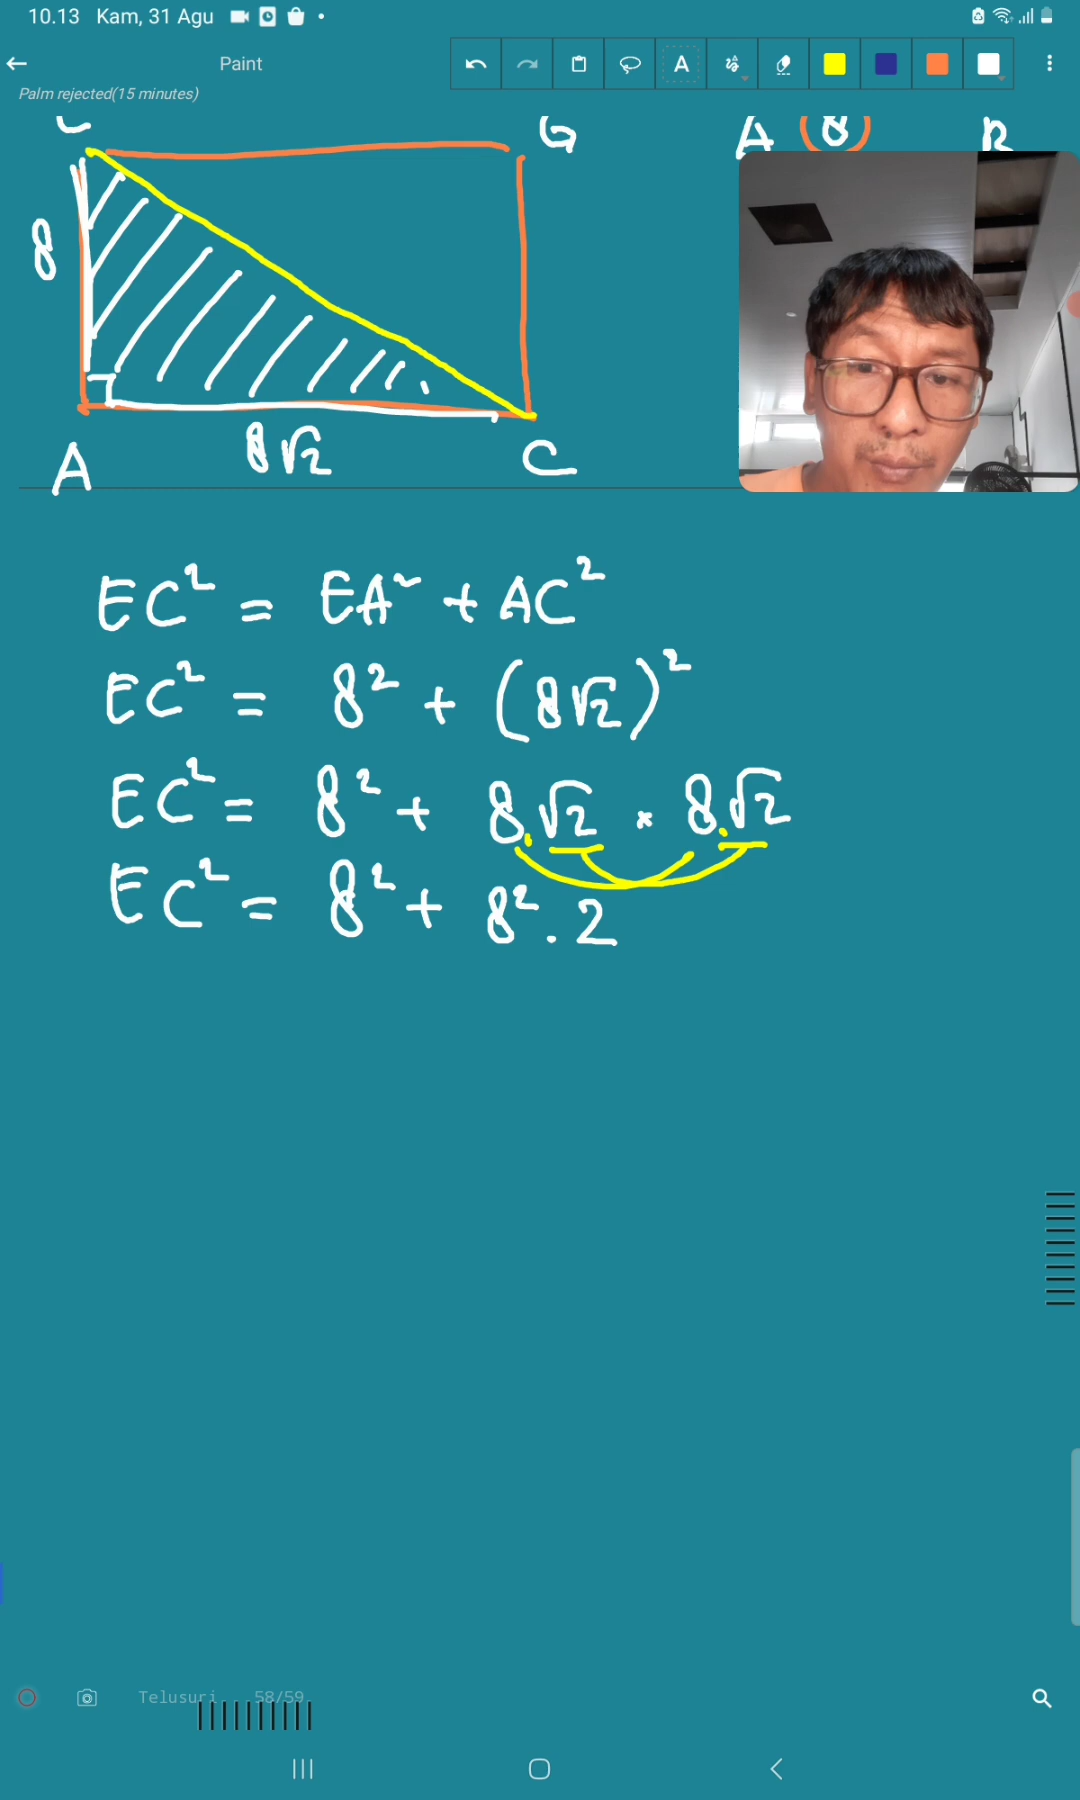 10.13 Kam, 31 Agu
Paint
A
Palm rejected(15 minutes)
G
A 8 B
8
A 8√2 C
EC² = EA² + AC²
EC² = 8² + (8√2)²
EC² = 8² + 8.√2 × 8.√2
EC² = 8² + 8² . 2
Telusuri 58/59